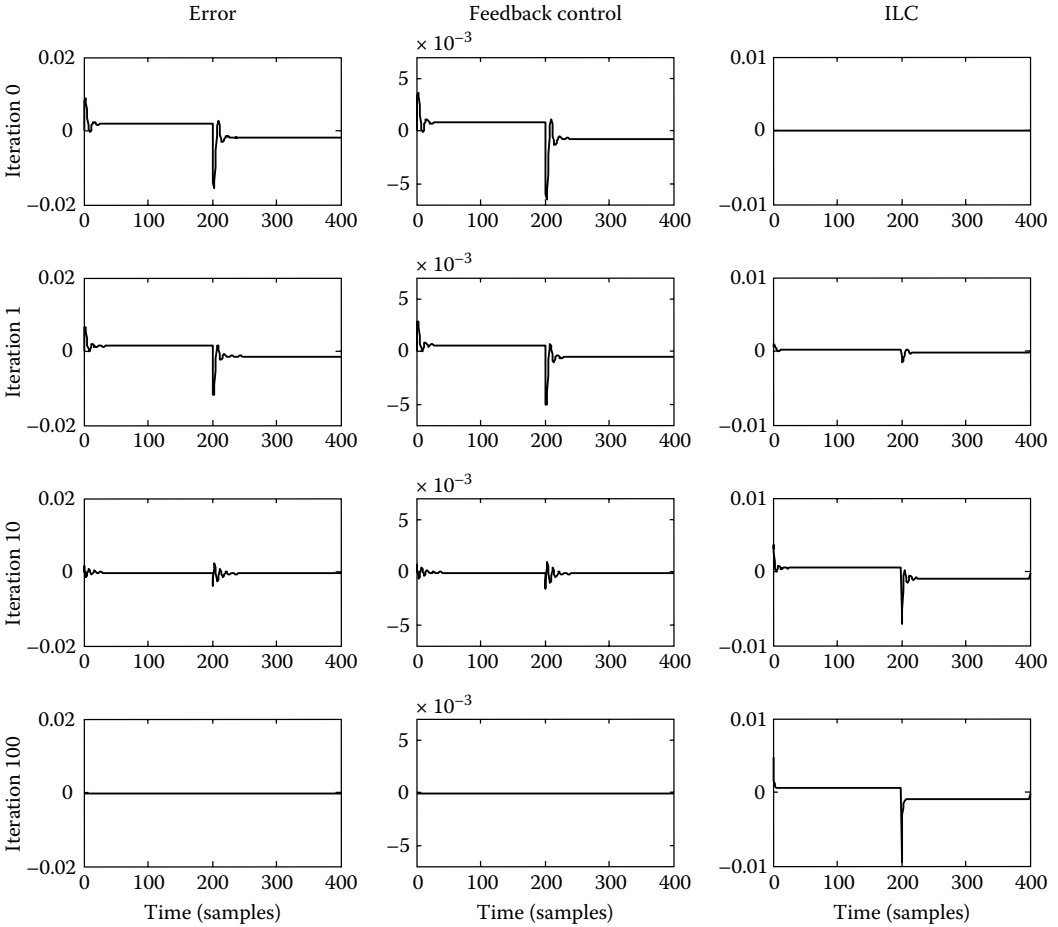 Error
Feedback control
ILC
Iteration 0
0.02
0
−0.02
0 100 200 300 400
× 10⁻³
5
0
−5
0 100 200 300 400
0.01
0
−0.01
0 100 200 300 400
Iteration 1
0.02
0
−0.02
0 100 200 300 400
× 10⁻³
5
0
−5
0 100 200 300 400
0.01
0
−0.01
0 100 200 300 400
Iteration 10
0.02
0
−0.02
0 100 200 300 400
× 10⁻³
5
0
−5
0 100 200 300 400
0.01
0
−0.01
0 100 200 300 400
Iteration 100
0.02
0
−0.02
0 100 200 300 400
Time (samples)
× 10⁻³
5
0
−5
0 100 200 300 400
Time (samples)
0.01
0
−0.01
0 100 200 300 400
Time (samples)